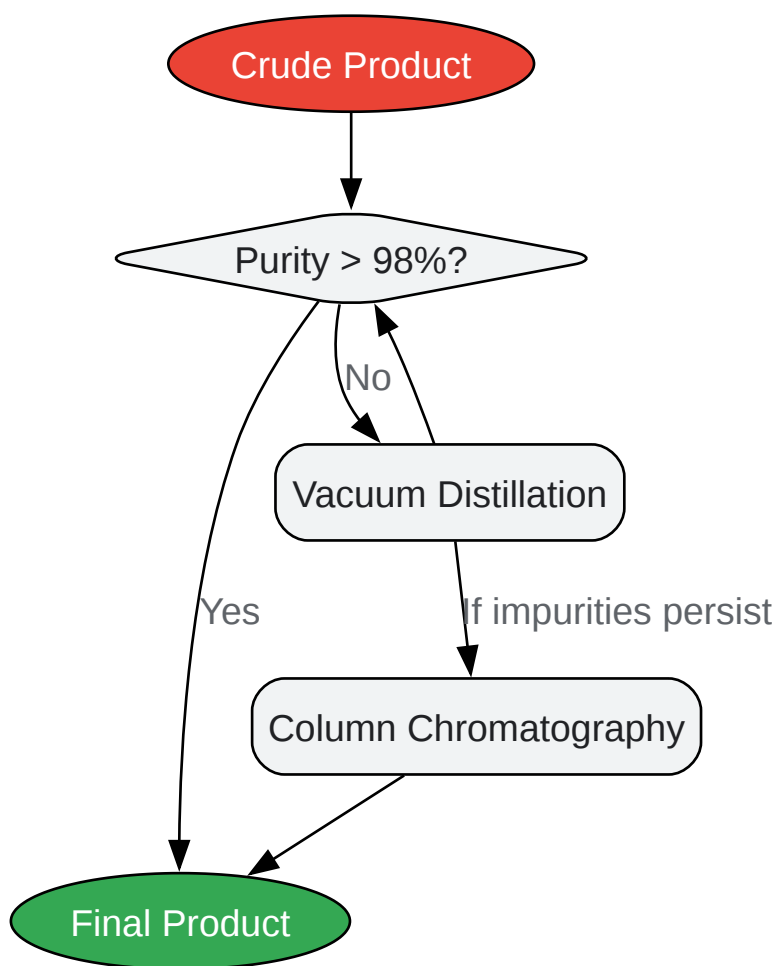 Crude Product
Purity > 98%?
No
Vacuum Distillation
Yes
If impurities persist
Column Chromatography
Final Product